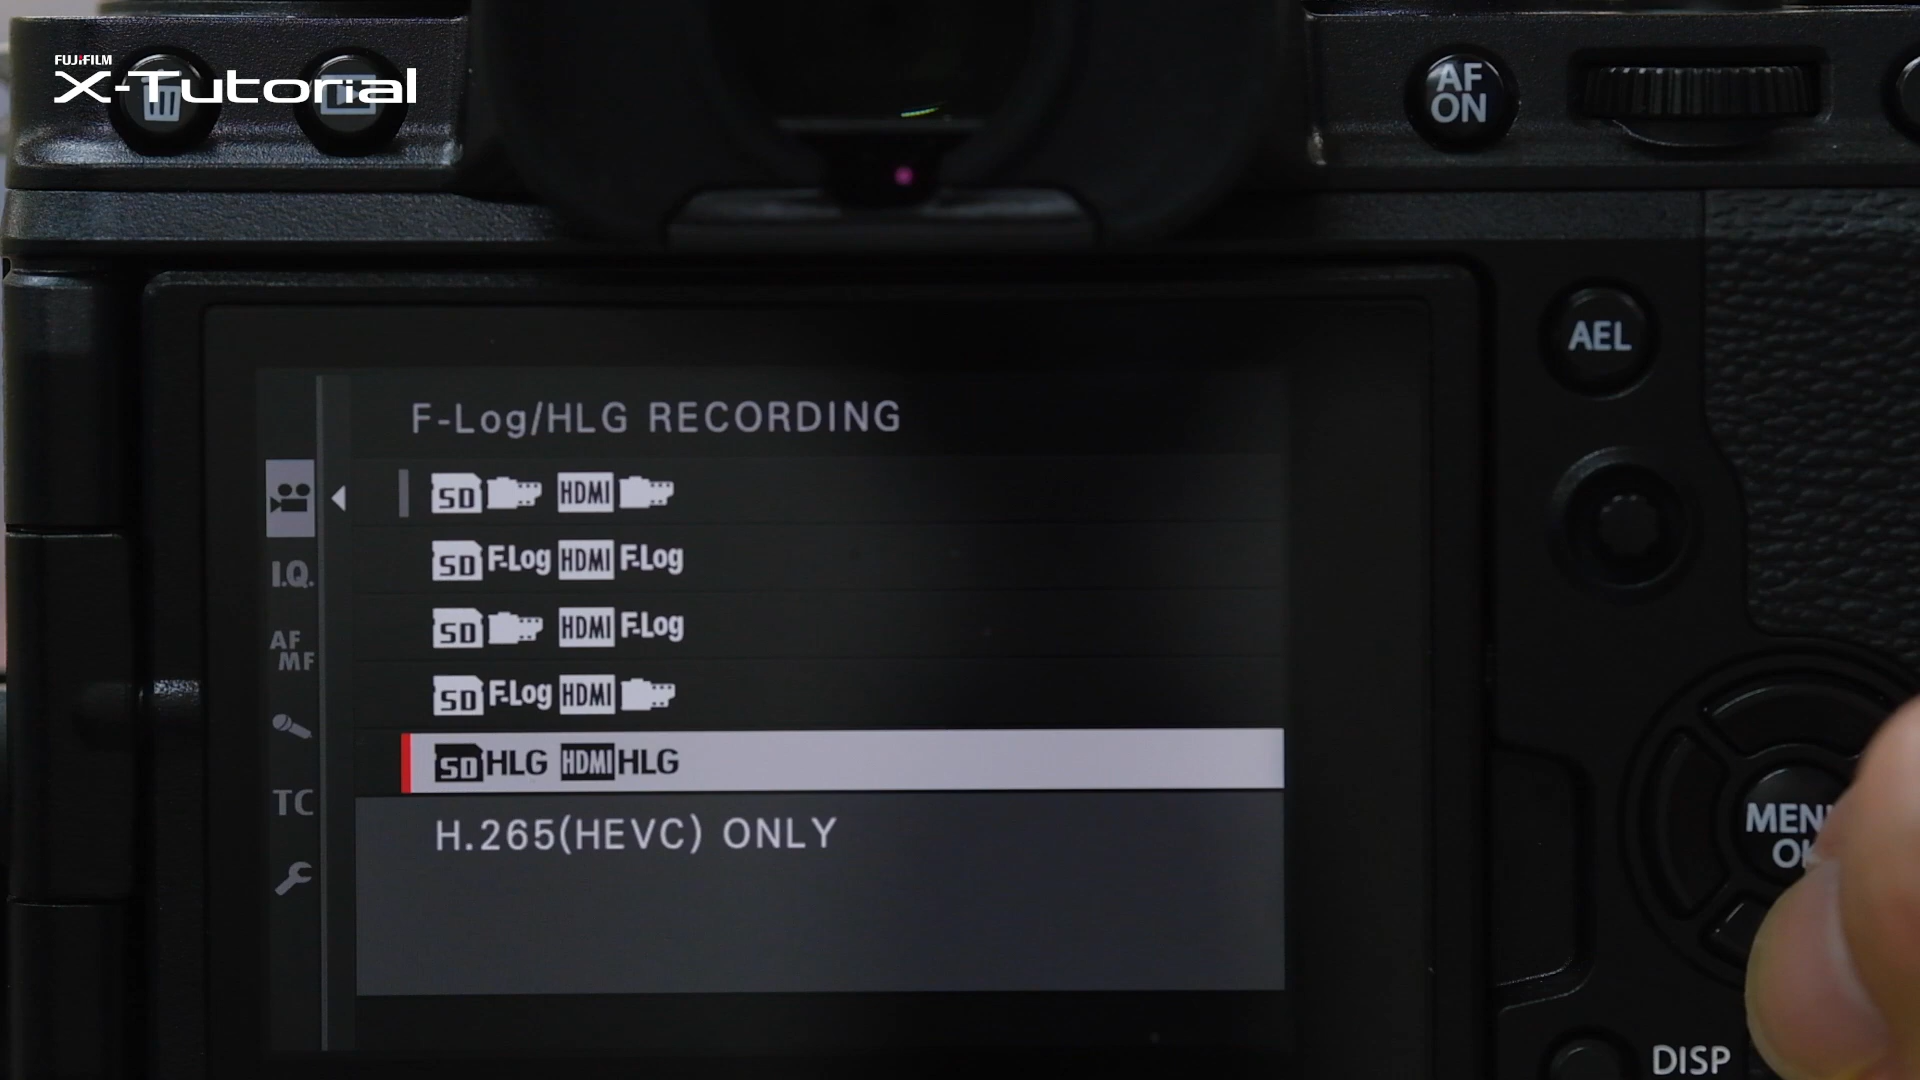 FUJIFILM
X-Tutorial
AF
ON
AEL
F-Log/HLG RECORDING
SD HDMI
SD F-Log HDMI F-Log
SD HDMI F-Log
SD F-Log HDMI
SD HLG HDMI HLG
H.265(HEVC) ONLY
I.Q.
AF
MF
TC
DISP